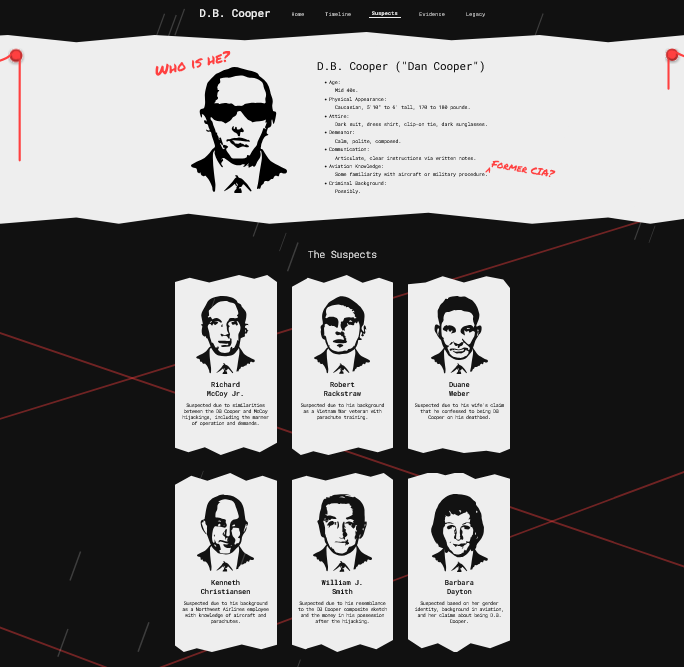 D.B. Cooper
Home
Timeline
Suspects
Evidence
Legacy
Who is he?
D.B. Cooper ("Dan Cooper")
Age:
Mid 40s.
Physical Appearance:
Caucasian, 5'10" to 6' tall, 170 to 180 pounds.
Attire:
Dark suit, dress shirt, clip-on tie, dark sunglasses.
Demeanor:
Calm, polite, composed.
Communication:
Articulate, clear instructions via written notes.
Aviation Knowledge:
Some familiarity with aircraft or military procedure.
Former CIA?
Criminal Background:
Possibly.
The Suspects
Richard
McCoy Jr.
Suspected due to similarities
between the DB Cooper and McCoy
hijackings, including the manner
of operation and demands.
Robert
Rackstraw
Suspected due to his background
as a Vietnam War veteran with
parachute training.
Duane
Weber
Suspected due to his wife's claim
that he confessed to being DB
Cooper on his deathbed.
Kenneth
Christiansen
Suspected due to his background
as a Northwest Airlines employee
with knowledge of aircraft and
parachutes.
William J.
Smith
Suspected due to his resemblance
to the DB Cooper composite sketch
and the money in his possession
after the hijacking.
Barbara
Dayton
Suspected based on her gender
identity, background in aviation,
and her claims about being D.B.
Cooper.